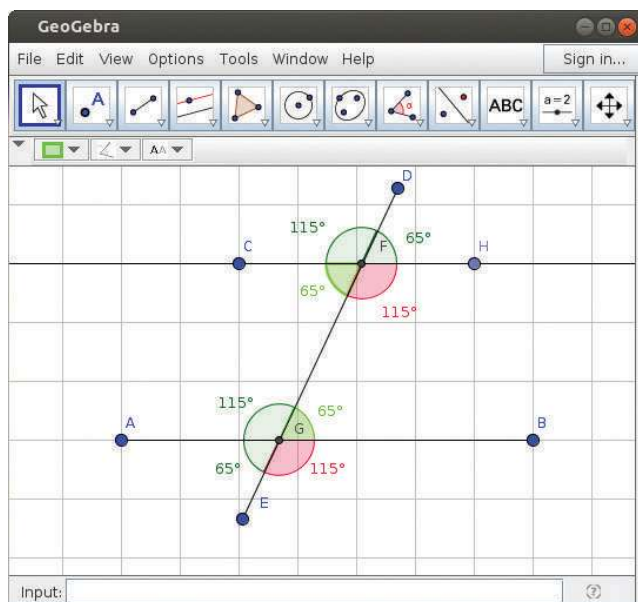 GeoGebra
File Edit View Options Tools Window Help Sign in...
A α ABC a=2
AA
D
115° 65°
C F H
65° 115°
115° 65°
A G B
65° 115°
E
Input: